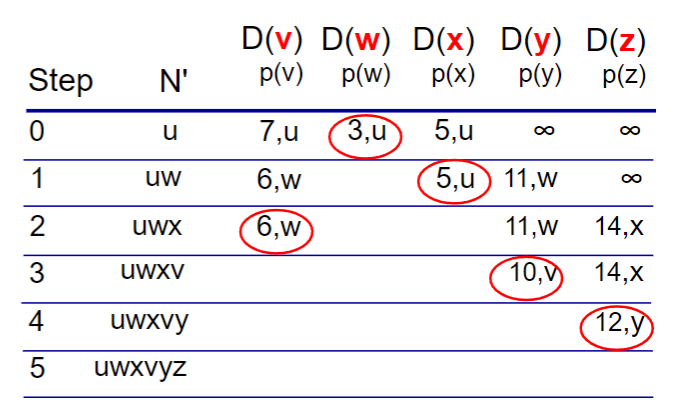 D(v) D(w) D(x) D(y) D(z)
Step N' p(v) p(w) p(x) p(y) p(z)
0 u 7,u 3,u 5,u ∞ ∞
1 uw 6,w 5,u 11,w ∞
2 uwx 6,w 11,w 14,x
3 uwxv 10,v 14,x
4 uwxvy 12,y
5 uwxvyz